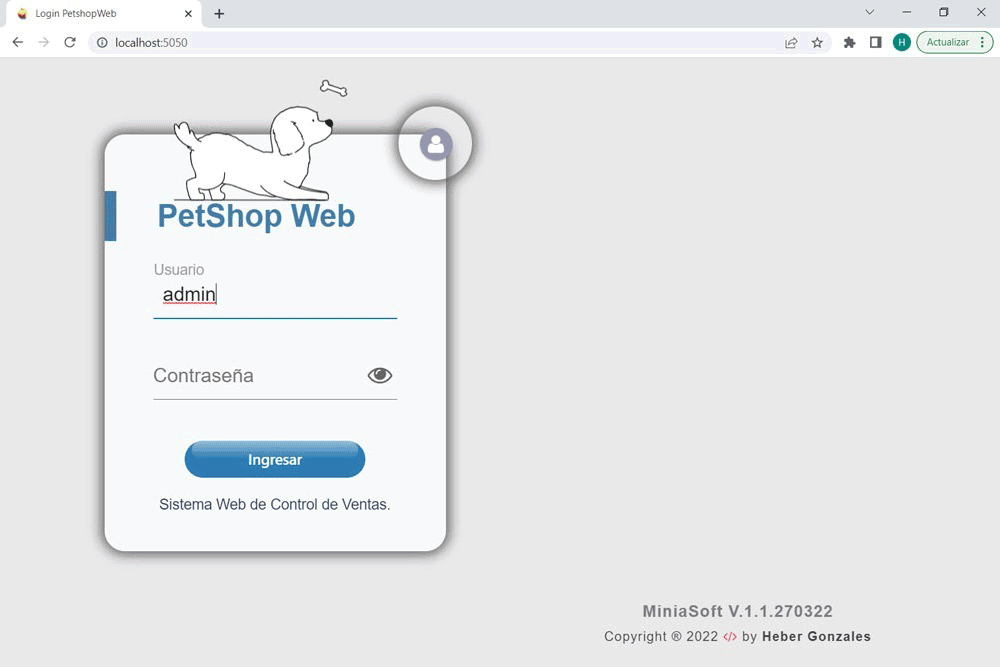 Login PetshopWeb
localhost:5050
H
Actualizar
PetShop Web
Usuario
admin
Contraseña
Ingresar
Sistema Web de Control de Ventas.
MiniaSoft V.1.1.270322
Copyright ® 2022 </> by Heber Gonzales